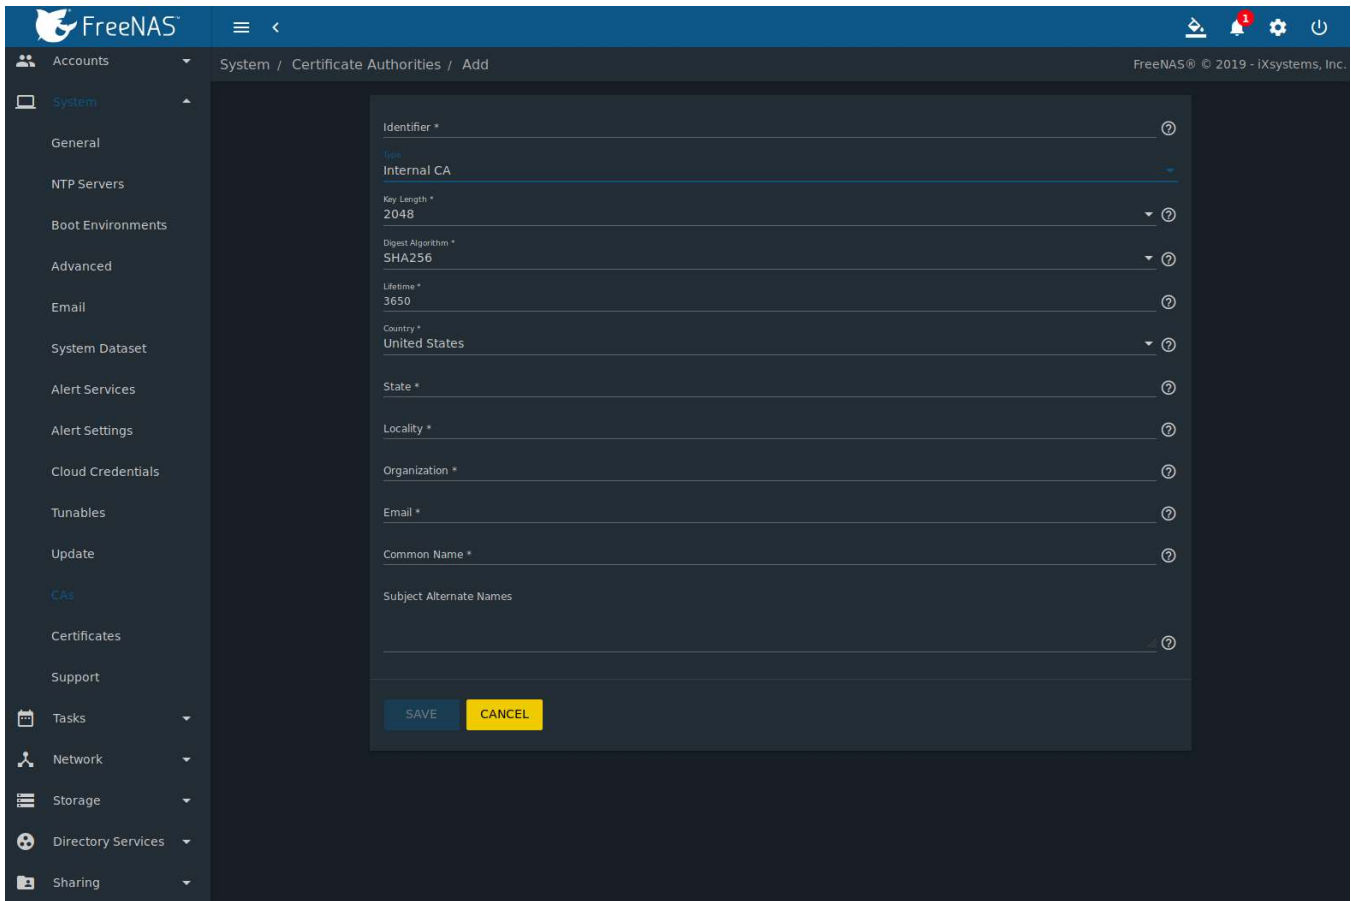 FreeNAS®
1
Accounts
System / Certificate Authorities / Add
FreeNAS® © 2019 - iXsystems, Inc.
System
General
NTP Servers
Boot Environments
Advanced
Email
System Dataset
Alert Services
Alert Settings
Cloud Credentials
Tunables
Update
CAs
Certificates
Support
Tasks
Network
Storage
Directory Services
Sharing
Identifier *
Type
Internal CA
Key Length *
2048
Digest Algorithm *
SHA256
Lifetime *
3650
Country *
United States
State *
Locality *
Organization *
Email *
Common Name *
Subject Alternate Names
SAVE CANCEL